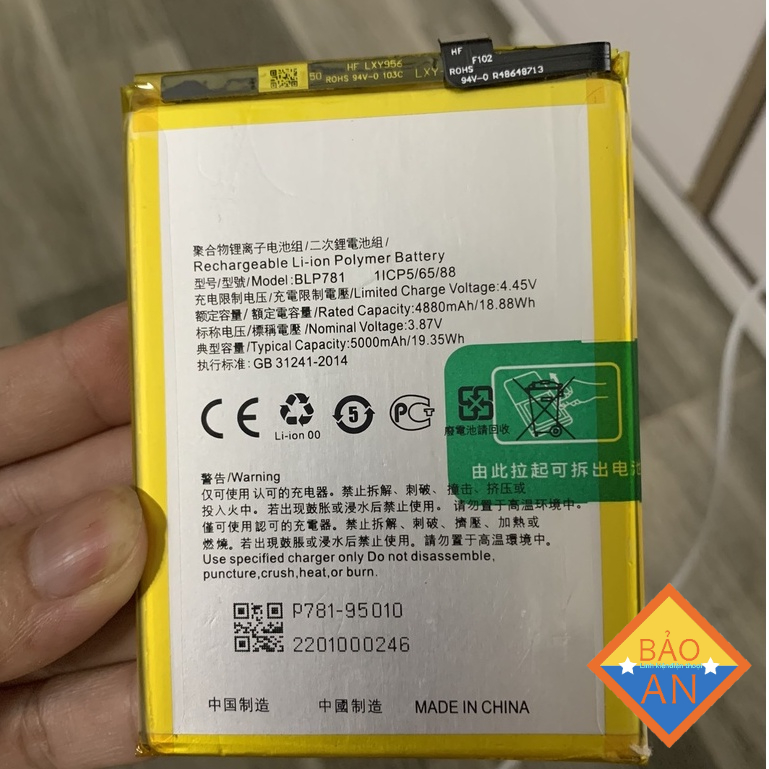 HF LXY956
50 ROHS 94V-0 103C LXY-
HF F102
ROHS 94V-0 R48648713
聚合物锂离子电池组/二次鋰電池組/
Rechargeable Li-ion Polymer Battery
型号/型號/Model:BLP781 1ICP5/65/88
充电限制电压/充電限制電壓/Limited Charge Voltage:4.45V
额定容量/ 額定電容量/Rated Capacity:4880mAh/18.88Wh
标称电压/標稱電壓 /Nominal Voltage:3.87V
典型容量/Typical Capacity:5000mAh/19.35Wh
执行标准: GB 31241-2014
CE
Li-ion 00
5
廢電池請回收
由此拉起可拆出电池
警告/Warning
仅可使用认可的充电器。禁止拆解、刺破、撞击、挤压或
投入火中。若出现鼓胀或浸水后禁止使用。请勿置于高温环境中。
僅可使用認可的充電器。禁止拆解、刺破、擠壓、加熱或
燃燒。若出現鼓脹或浸水后禁止使用。請勿置于高溫環境中。
Use specified charger only Do not disassemble,
puncture,crush,heat,or burn.
P781-95010
2201000246
中国制造 中國製造 MADE IN CHINA
BẢO
AN